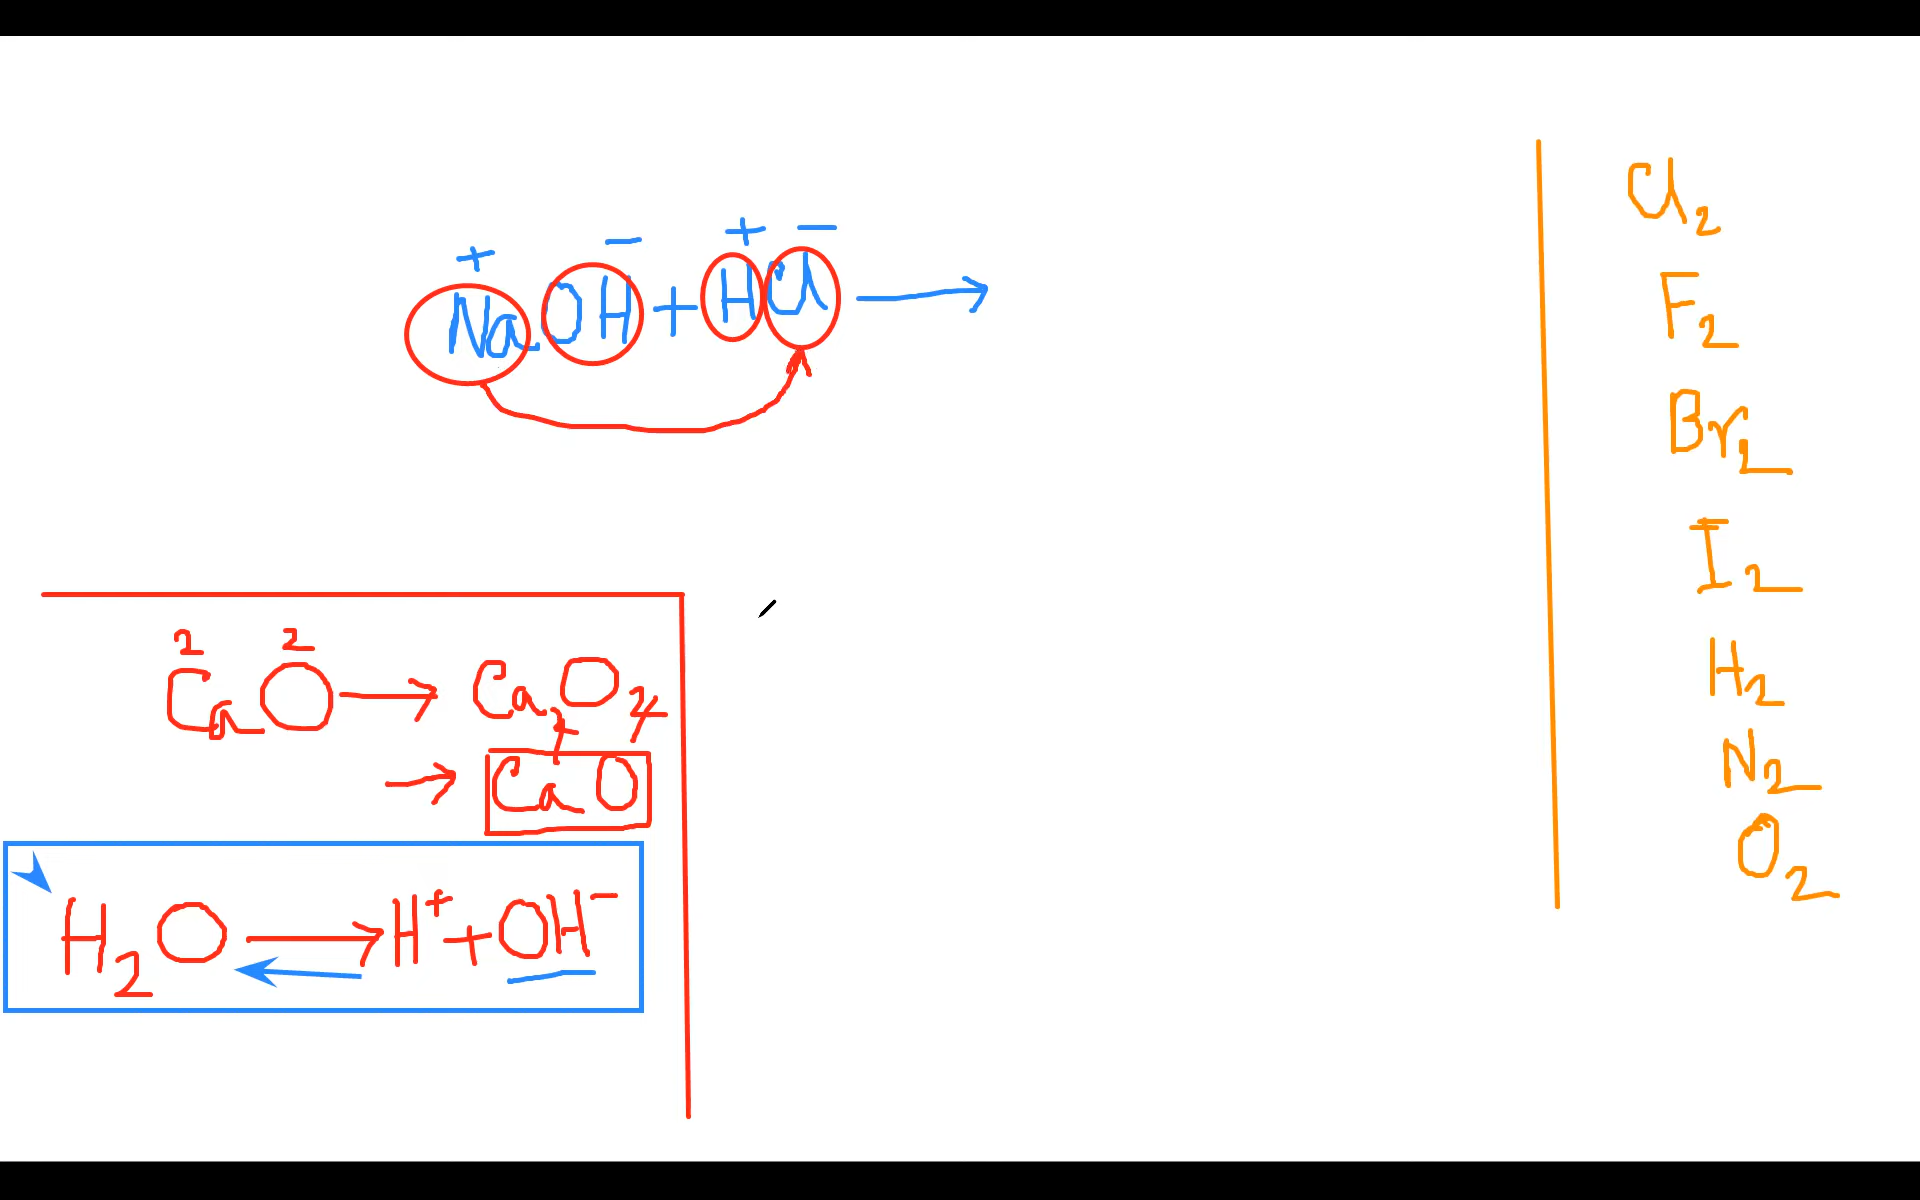 + - + -
NaOH + HCl →
2 2
CaO → Ca2O2
→ CaO
H2O → H+ + OH-
Cl2
F2
Br2
I2
H2
N2
O2